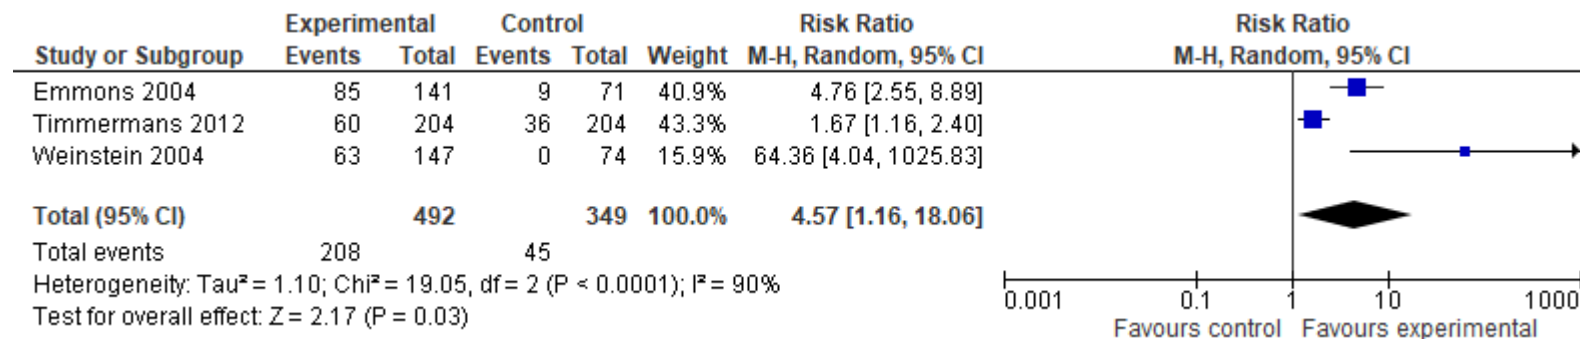 Experimental Control Risk Ratio Risk Ratio
Study or Subgroup Events Total Events Total Weight M-H, Random, 95% CI M-H, Random, 95% CI
Emmons 2004 85 141 9 71 40.9% 4.76 [2.55, 8.89]
Timmermans 2012 60 204 36 204 43.3% 1.67 [1.16, 2.40]
Weinstein 2004 63 147 0 74 15.9% 64.36 [4.04, 1025.83]
Total (95% CI) 492 349 100.0% 4.57 [1.16, 18.06]
Total events 208 45
Heterogeneity: Tau² = 1.10; Chi² = 19.05, df = 2 (P < 0.0001); I² = 90%
Test for overall effect: Z = 2.17 (P = 0.03)
0.001 0.1 1 10 1000
Favours control Favours experimental